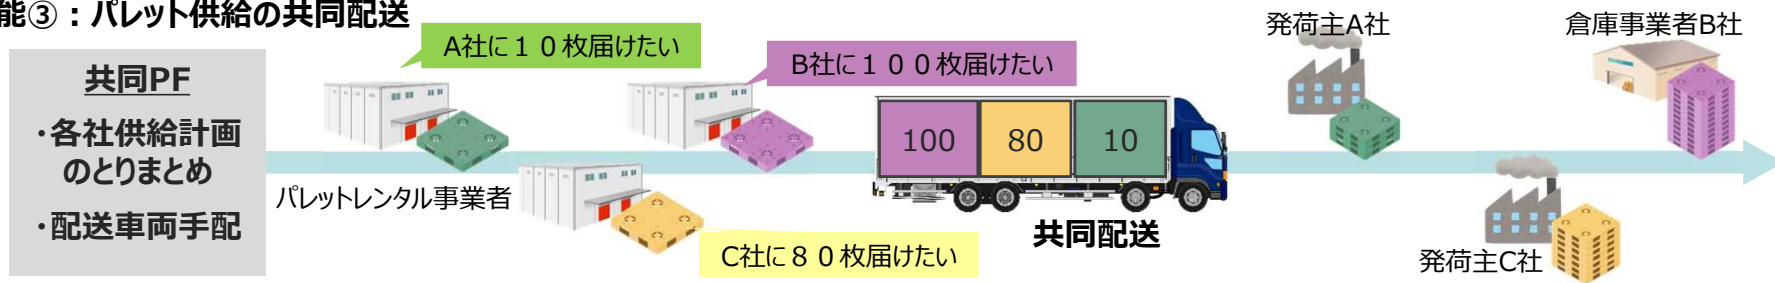 能③：パレット供給の共同配送
共同PF
・各社供給計画
のとりまとめ
・配送車両手配
A社に１０枚届けたい
B社に１００枚届けたい
パレットレンタル事業者
C社に８０枚届けたい
100
80
10
共同配送
発荷主A社
倉庫事業者B社
発荷主C社